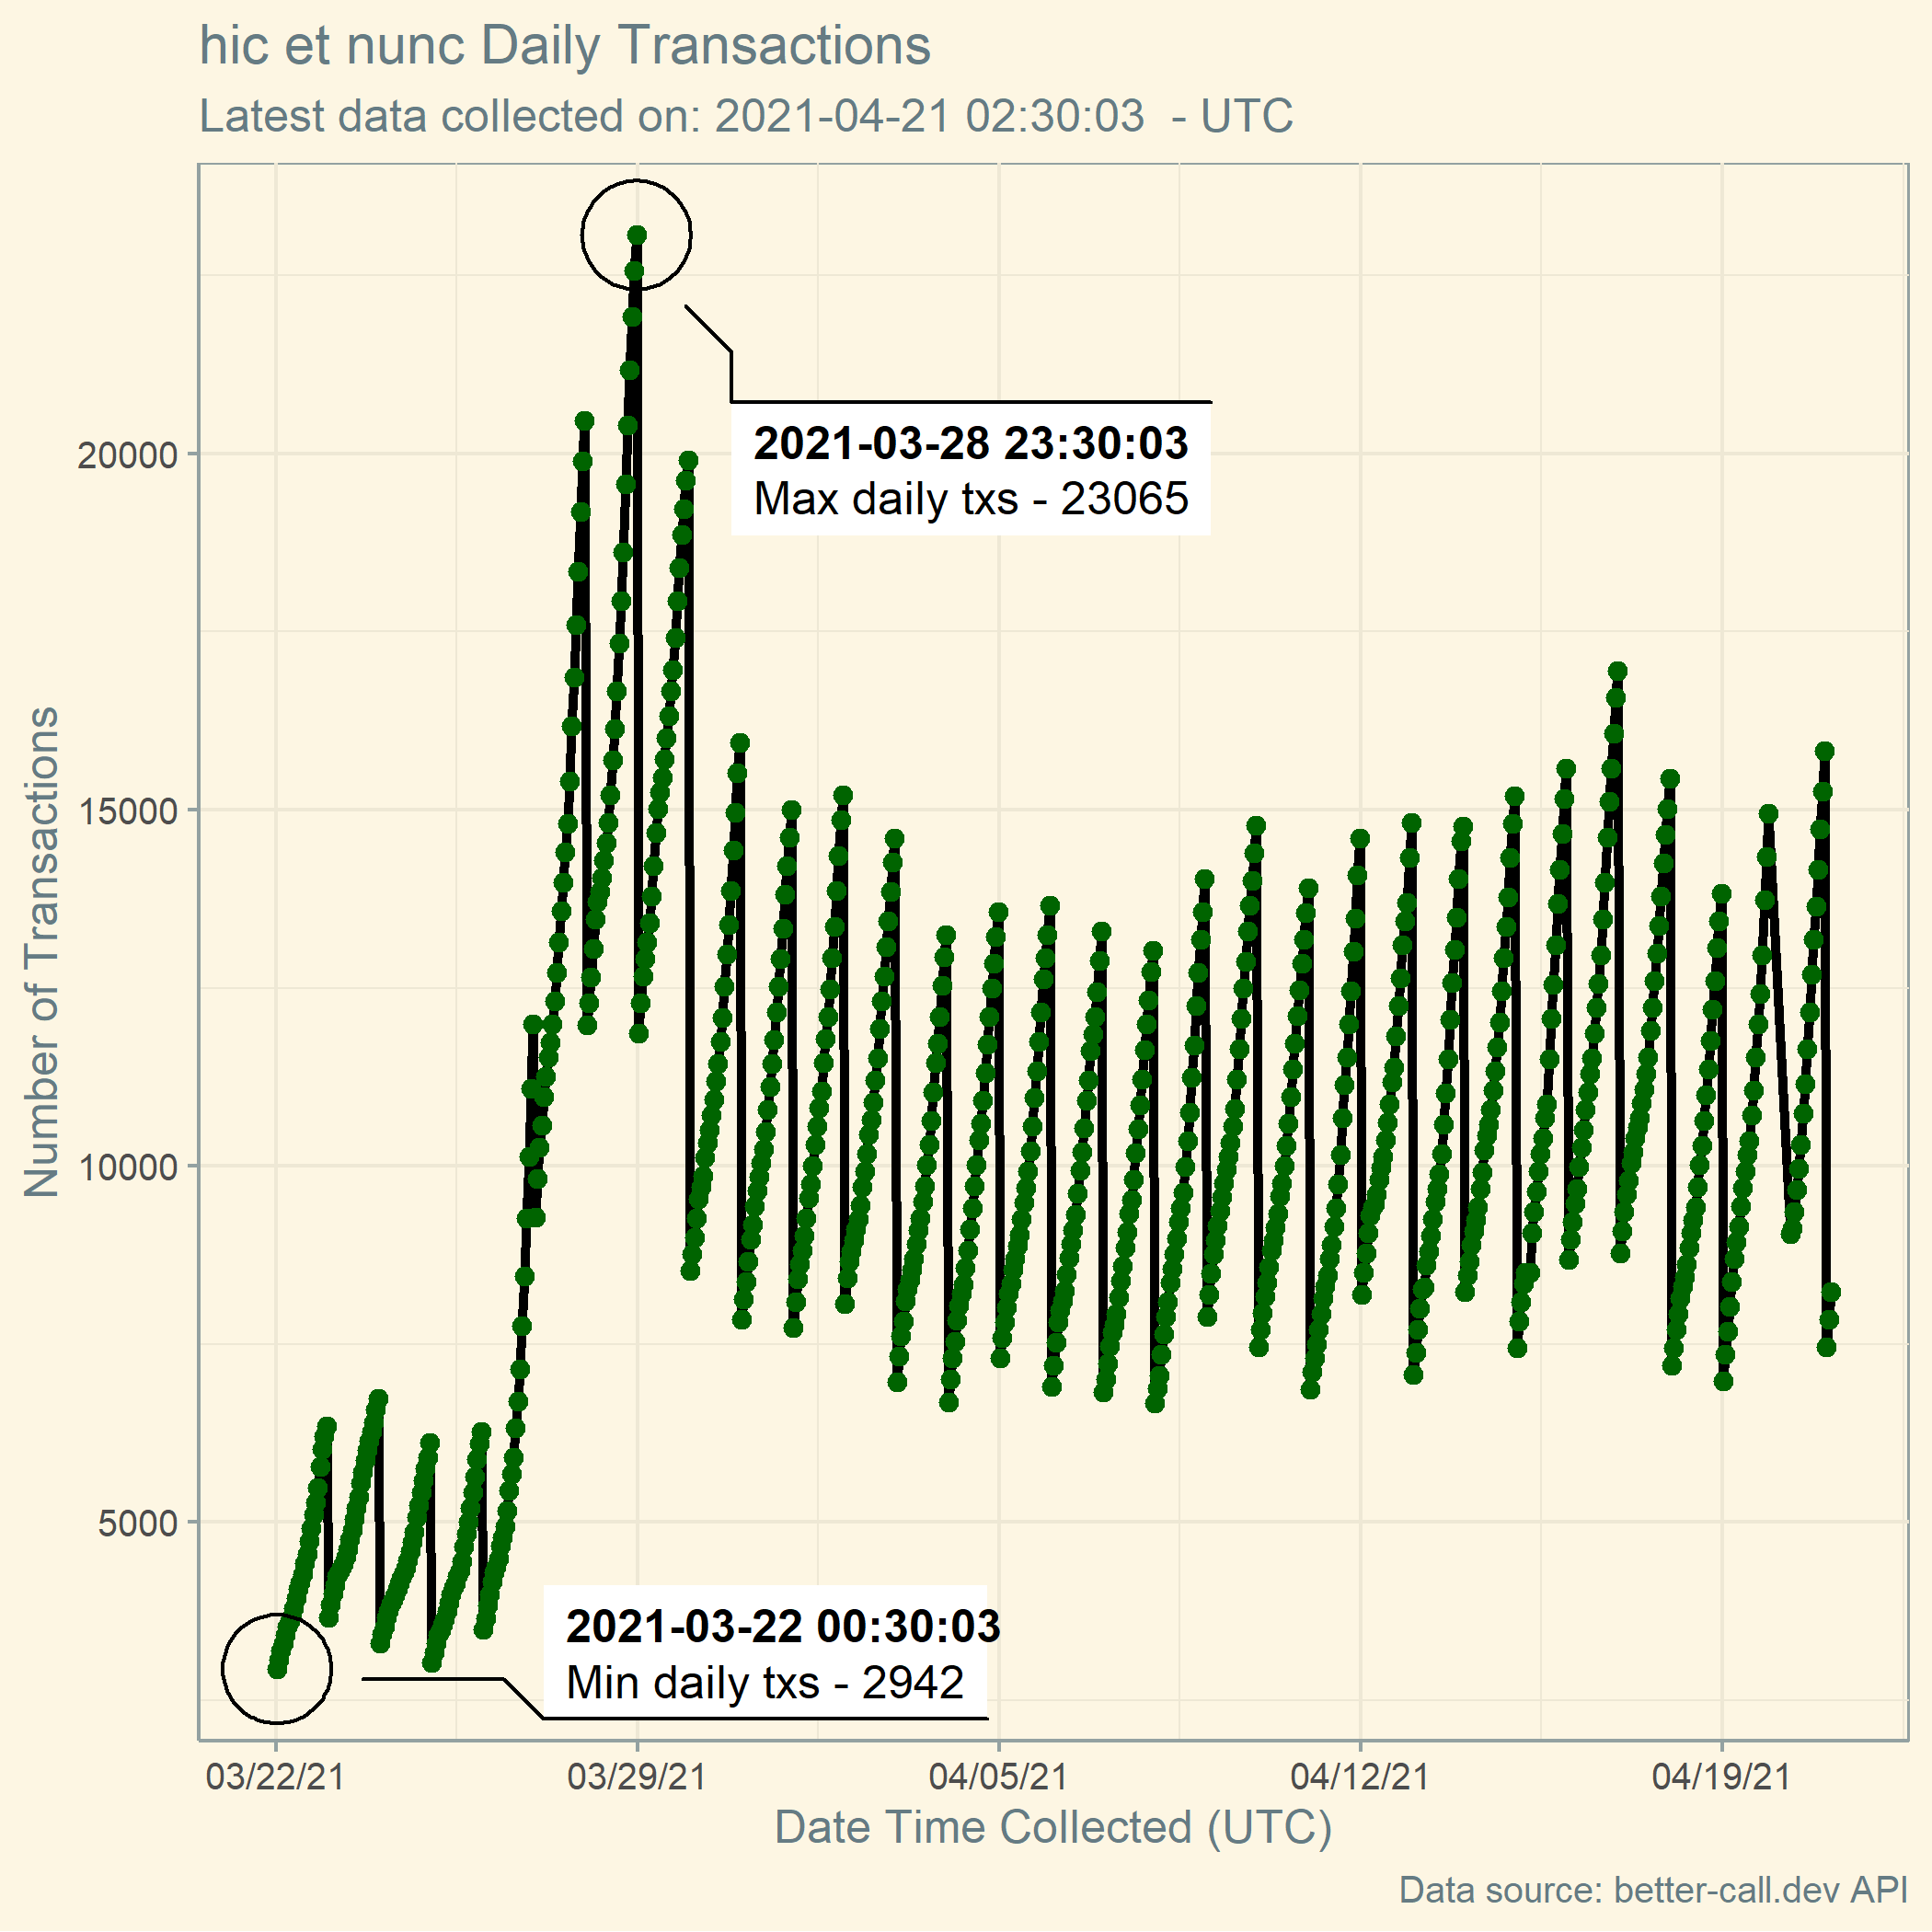 hic et nunc Daily Transactions
Latest data collected on: 2021-04-21 02:30:03  - UTC
Number of Transactions
20000
15000
10000
5000
2021-03-28 23:30:03
Max daily txs - 23065
2021-03-22 00:30:03
Min daily txs - 2942
03/22/21
03/29/21
04/05/21
04/12/21
04/19/21
Date Time Collected (UTC)
Data source: better-call.dev API